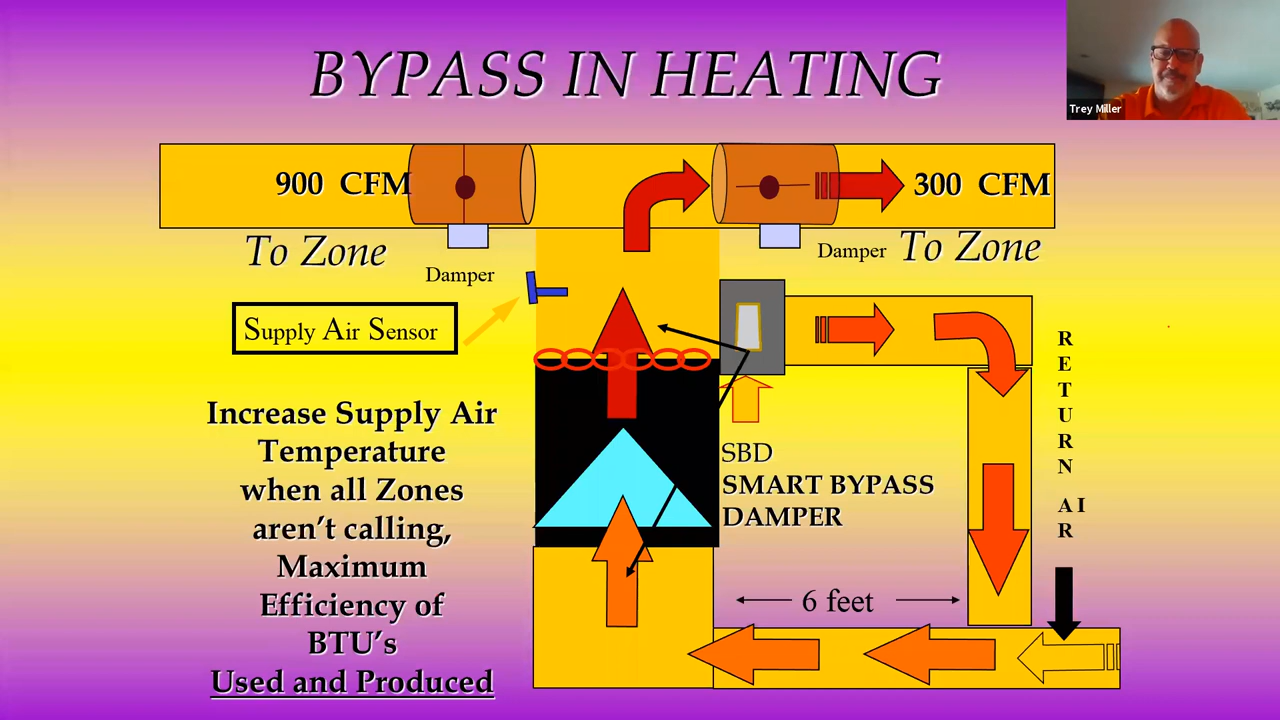 BYPASS IN HEATING
Trey Miller
900 CFM
300 CFM
To Zone
Damper
Damper
To Zone
Supply Air Sensor
Increase Supply Air
Temperature
when all Zones
aren't calling,
Maximum
Efficiency of
BTU's
Used and Produced
SBD
SMART BYPASS
DAMPER
6 feet
R
E
T
U
R
N
A I
R